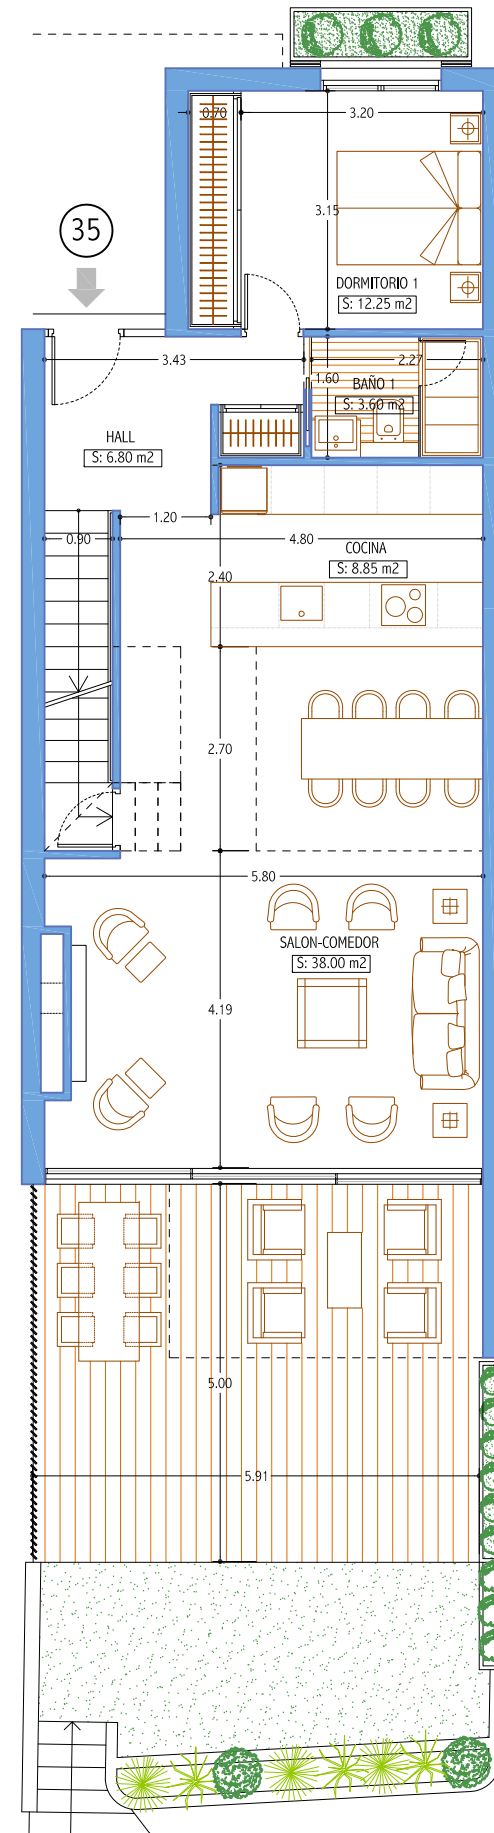 0.70
3.20
35
3.15
DORMITORIO 1
S: 12.25 m2
3.43
2.27
1.60
BAÑO 1
S: 3.60 m2
HALL
S: 6.80 m2
1.20
0.90
4.80
COCINA
S: 8.85 m2
2.40
2.70
5.80
SALON-COMEDOR
S: 38.00 m2
4.19
5.00
5.91